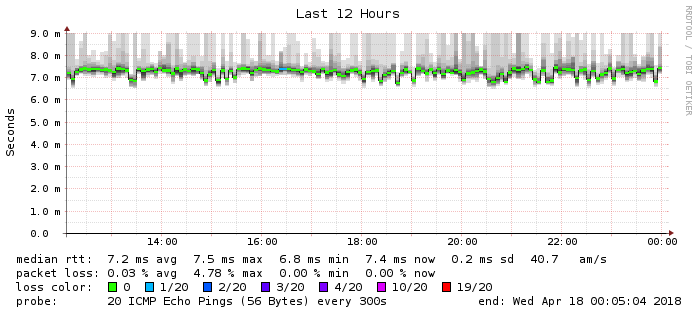 Last 12 Hours
RRDTOOL / TOBI OETIKER
Seconds
9.0 m
8.0 m
7.0 m
6.0 m
5.0 m
4.0 m
3.0 m
2.0 m
1.0 m
0.0
14:00 16:00 18:00 20:00 22:00 00:00
median rtt: 7.2 ms avg 7.5 ms max 6.8 ms min 7.4 ms now 0.2 ms sd 40.7 am/s
packet loss: 0.03 % avg 4.78 % max 0.00 % min 0.00 % now
loss color: 0 1/20 2/20 3/20 4/20 10/20 19/20
probe: 20 ICMP Echo Pings (56 Bytes) every 300s end: Wed Apr 18 00:05:04 2018